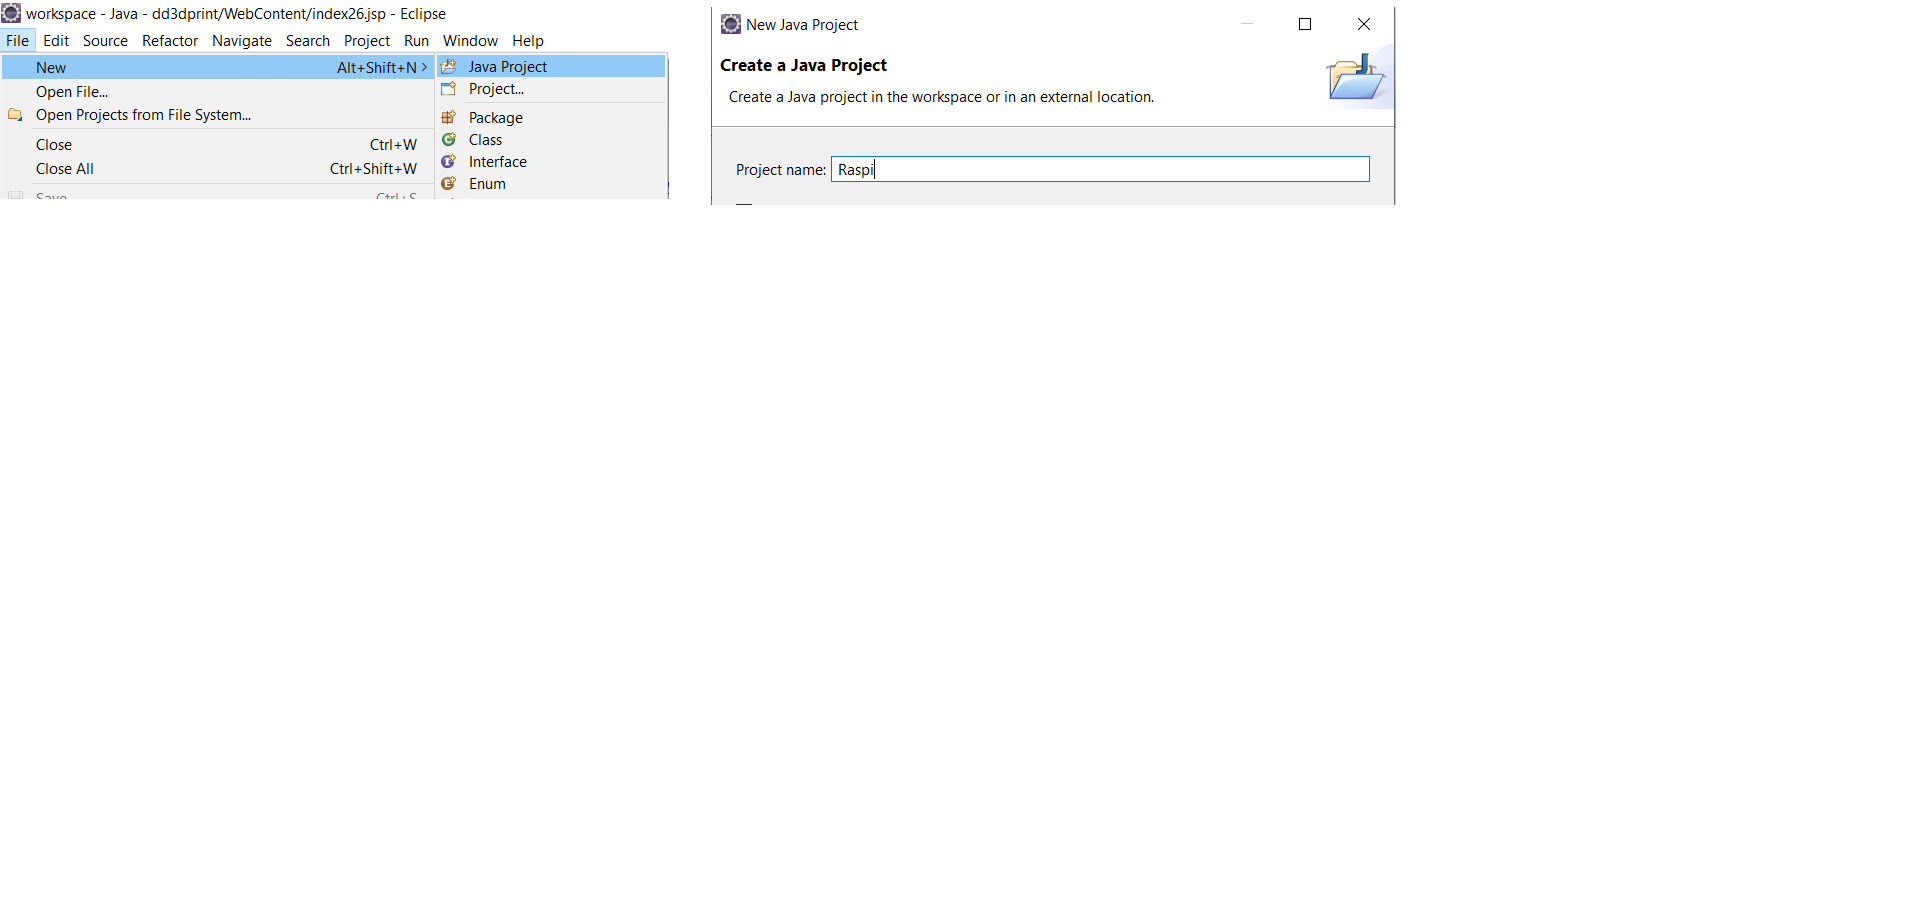 workspace - Java - dd3dprint/WebContent/index26.jsp - Eclipse
File Edit Source Refactor Navigate Search Project Run Window Help
New Alt+Shift+N >
Open File...
Open Projects from File System...
Close Ctrl+W
Close All Ctrl+Shift+W
Save Ctrl+S
Java Project
Project...
Package
Class
Interface
Enum
New Java Project
Create a Java Project
Create a Java project in the workspace or in an external location.
Project name: Raspi